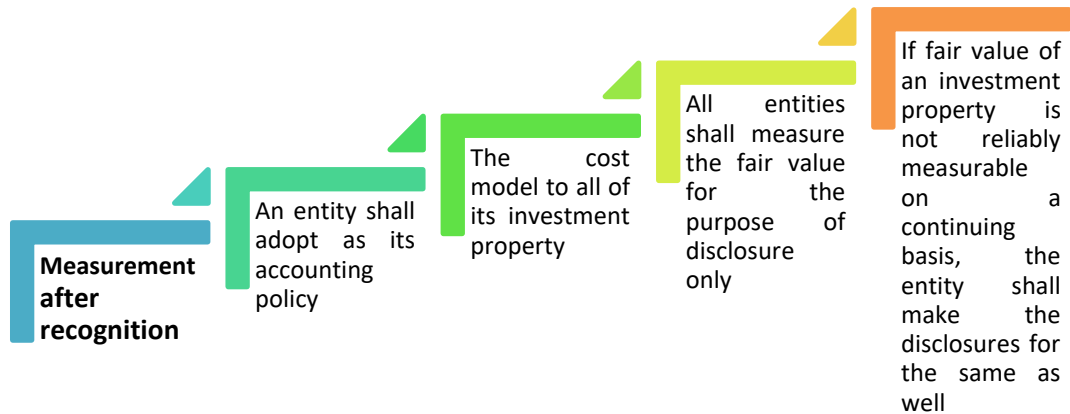 Measurement
after
recognition
An entity shall
adopt as its
accounting
policy
The cost
model to all of
its investment
property
All entities
shall measure
the fair value
for the
purpose of
disclosure
only
If fair value of
an investment
property is
not reliably
measurable
on a
continuing
basis, the
entity shall
make the
disclosures for
the same as
well